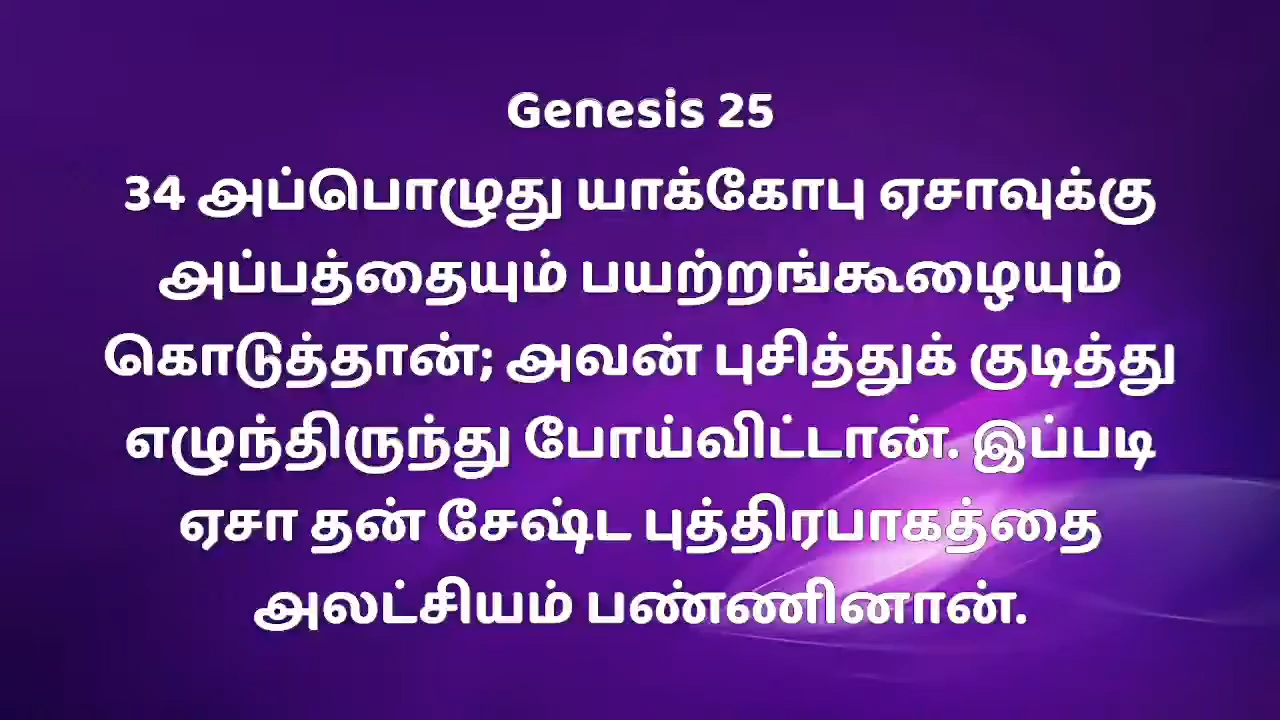 Genesis 25
34 அப்பொழுது யாக்கோபு ஏசாவுக்கு
அப்பத்தையும் பயற்றங்கூழையும்
கொடுத்தான்; அவன் புசித்துக் குடித்து
எழுந்திருந்து போய்விட்டான். இப்படி
ஏசா தன் சேஷ்ட புத்திரபாகத்தை
அலட்சியம் பண்ணினான்.